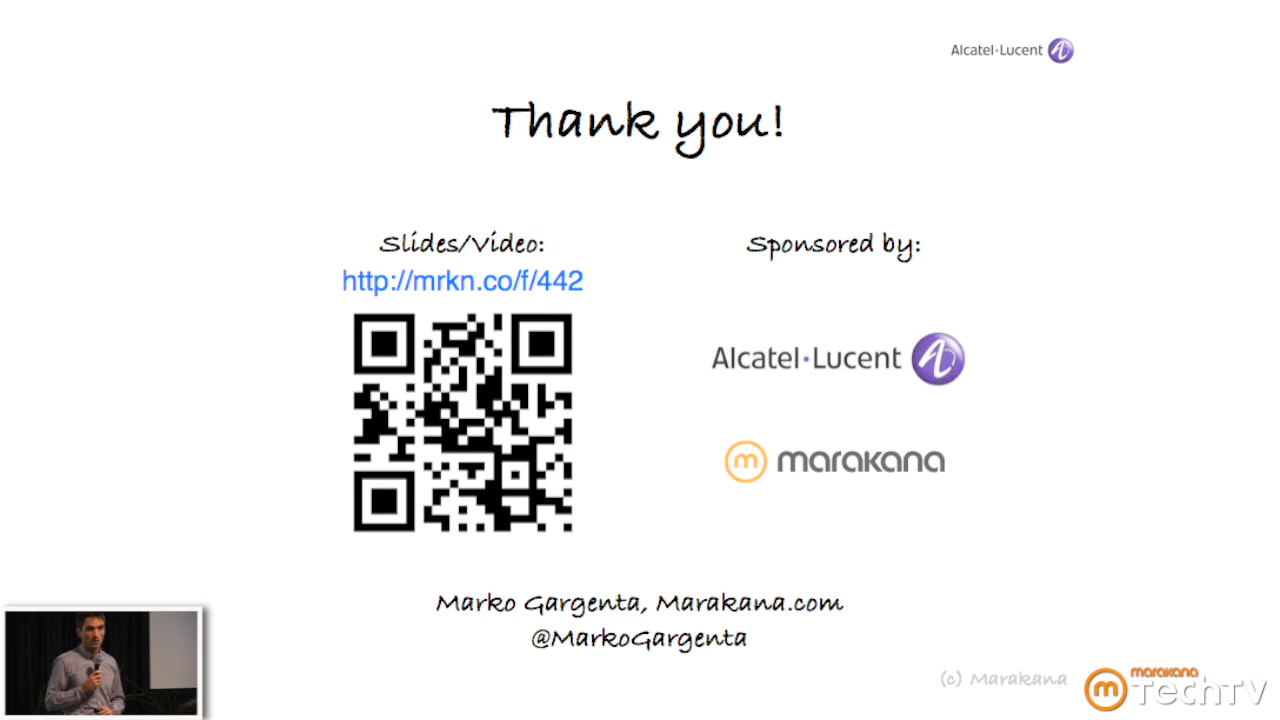 Alcatel·Lucent
Thank you!
Slides/Video:
http://mrkn.co/f/442
Sponsored by:
Alcatel·Lucent
marakana
Marko Gargenta, Marakana.com
@MarkoGargenta
(c) Marakana
marakana
TechTV